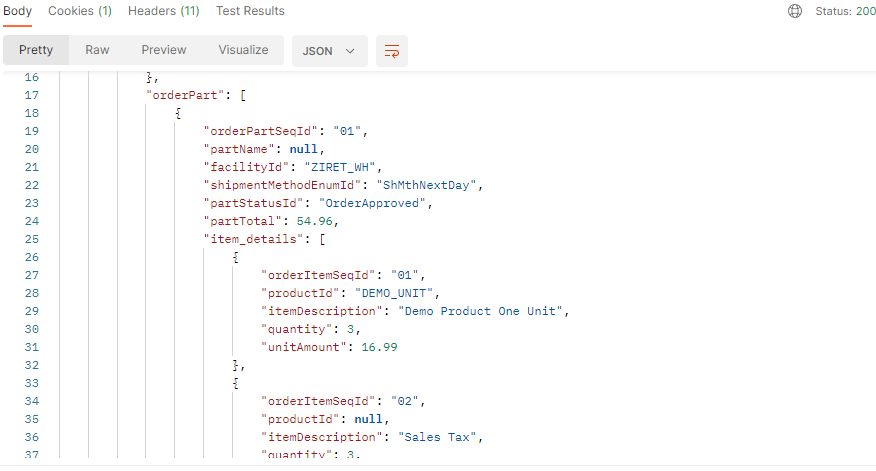 Body Cookies (1) Headers (11) Test Results Status: 200
Pretty Raw Preview Visualize JSON
16 },
17 "orderPart": [
18 {
19 "orderPartSeqId": "01",
20 "partName": null,
21 "facilityId": "ZIRET_WH",
22 "shipmentMethodEnumId": "ShMthNextDay",
23 "partStatusId": "OrderApproved",
24 "partTotal": 54.96,
25 "item_details": [
26 {
27 "orderItemSeqId": "01",
28 "productId": "DEMO_UNIT",
29 "itemDescription": "Demo Product One Unit",
30 "quantity": 3,
31 "unitAmount": 16.99
32 },
33 {
34 "orderItemSeqId": "02",
35 "productId": null,
36 "itemDescription": "Sales Tax",
37 "quantity": 3,